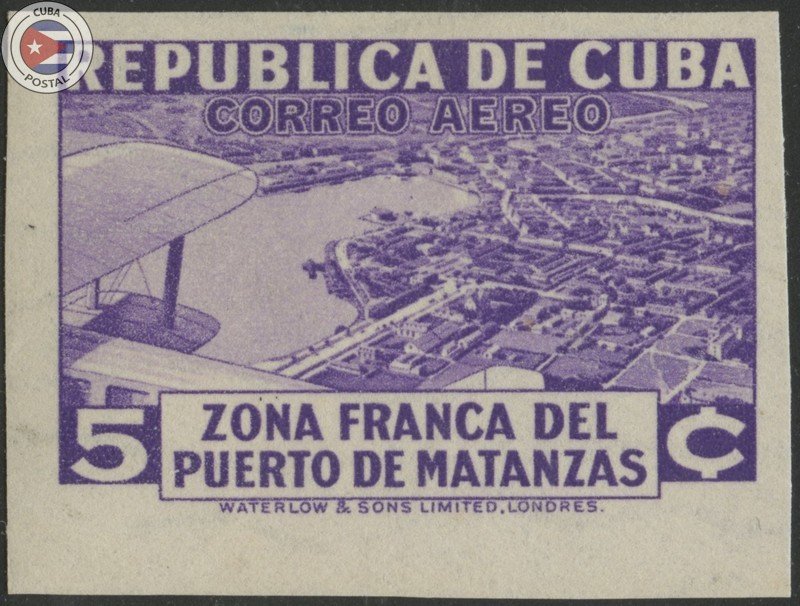 CUBA
POSTAL
REPUBLICA DE CUBA
CORREO AEREO
5 ¢
ZONA FRANCA DEL
PUERTO DE MATANZAS
WATERLOW & SONS LIMITED, LONDRES.